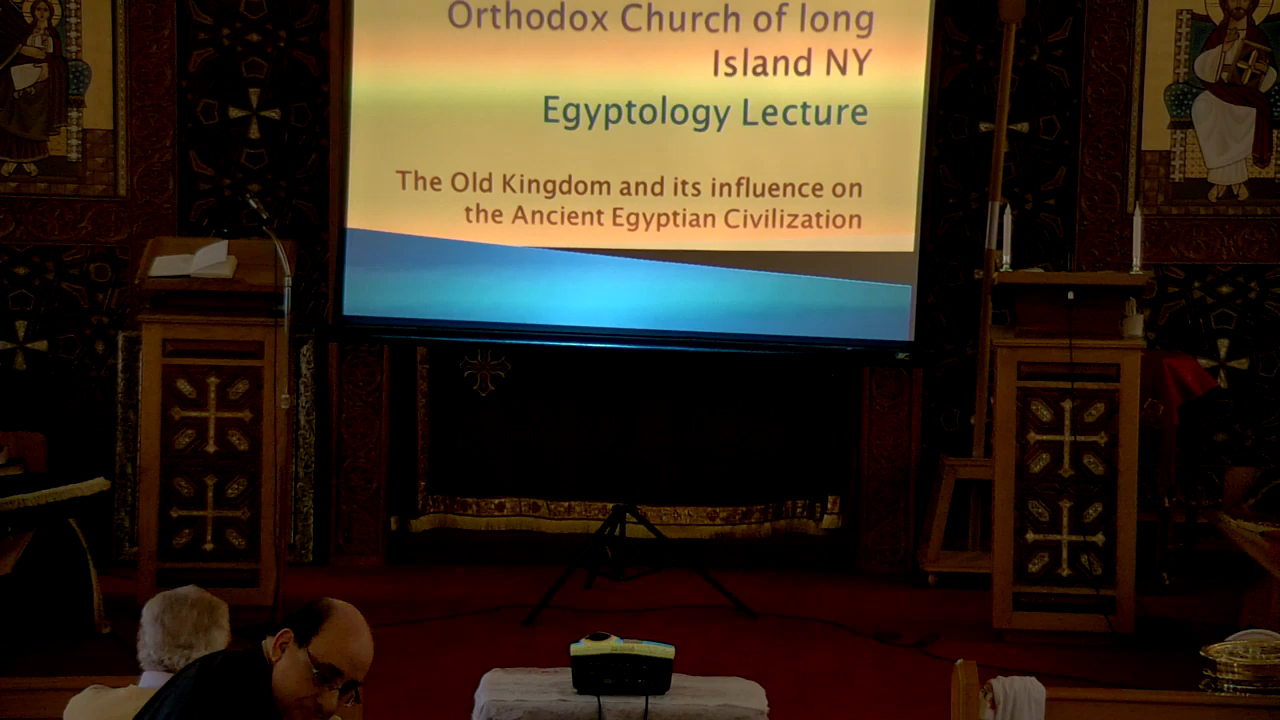 Orthodox Church of long
Island NY
Egyptology Lecture
The Old Kingdom and its influence on
the Ancient Egyptian Civilization